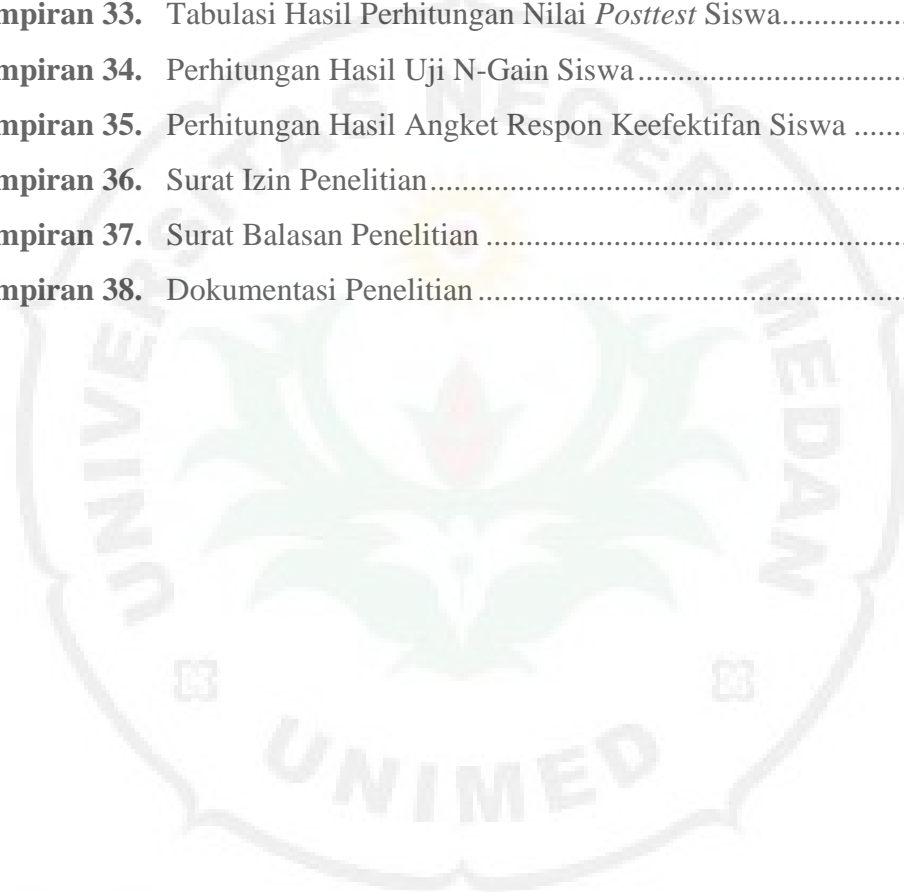 mpiran 33. Tabulasi Hasil Perhitungan Nilai Posttest Siswa..................
mpiran 34. Perhitungan Hasil Uji N-Gain Siswa.......................................
mpiran 35. Perhitungan Hasil Angket Respon Keefektifan Siswa .......
mpiran 36. Surat Izin Penelitian....................................................................
mpiran 37. Surat Balasan Penelitian ............................................................
mpiran 38. Dokumentasi Penelitian.............................................................
UNIVERSITAS NEGERI MEDAN
UNIMED